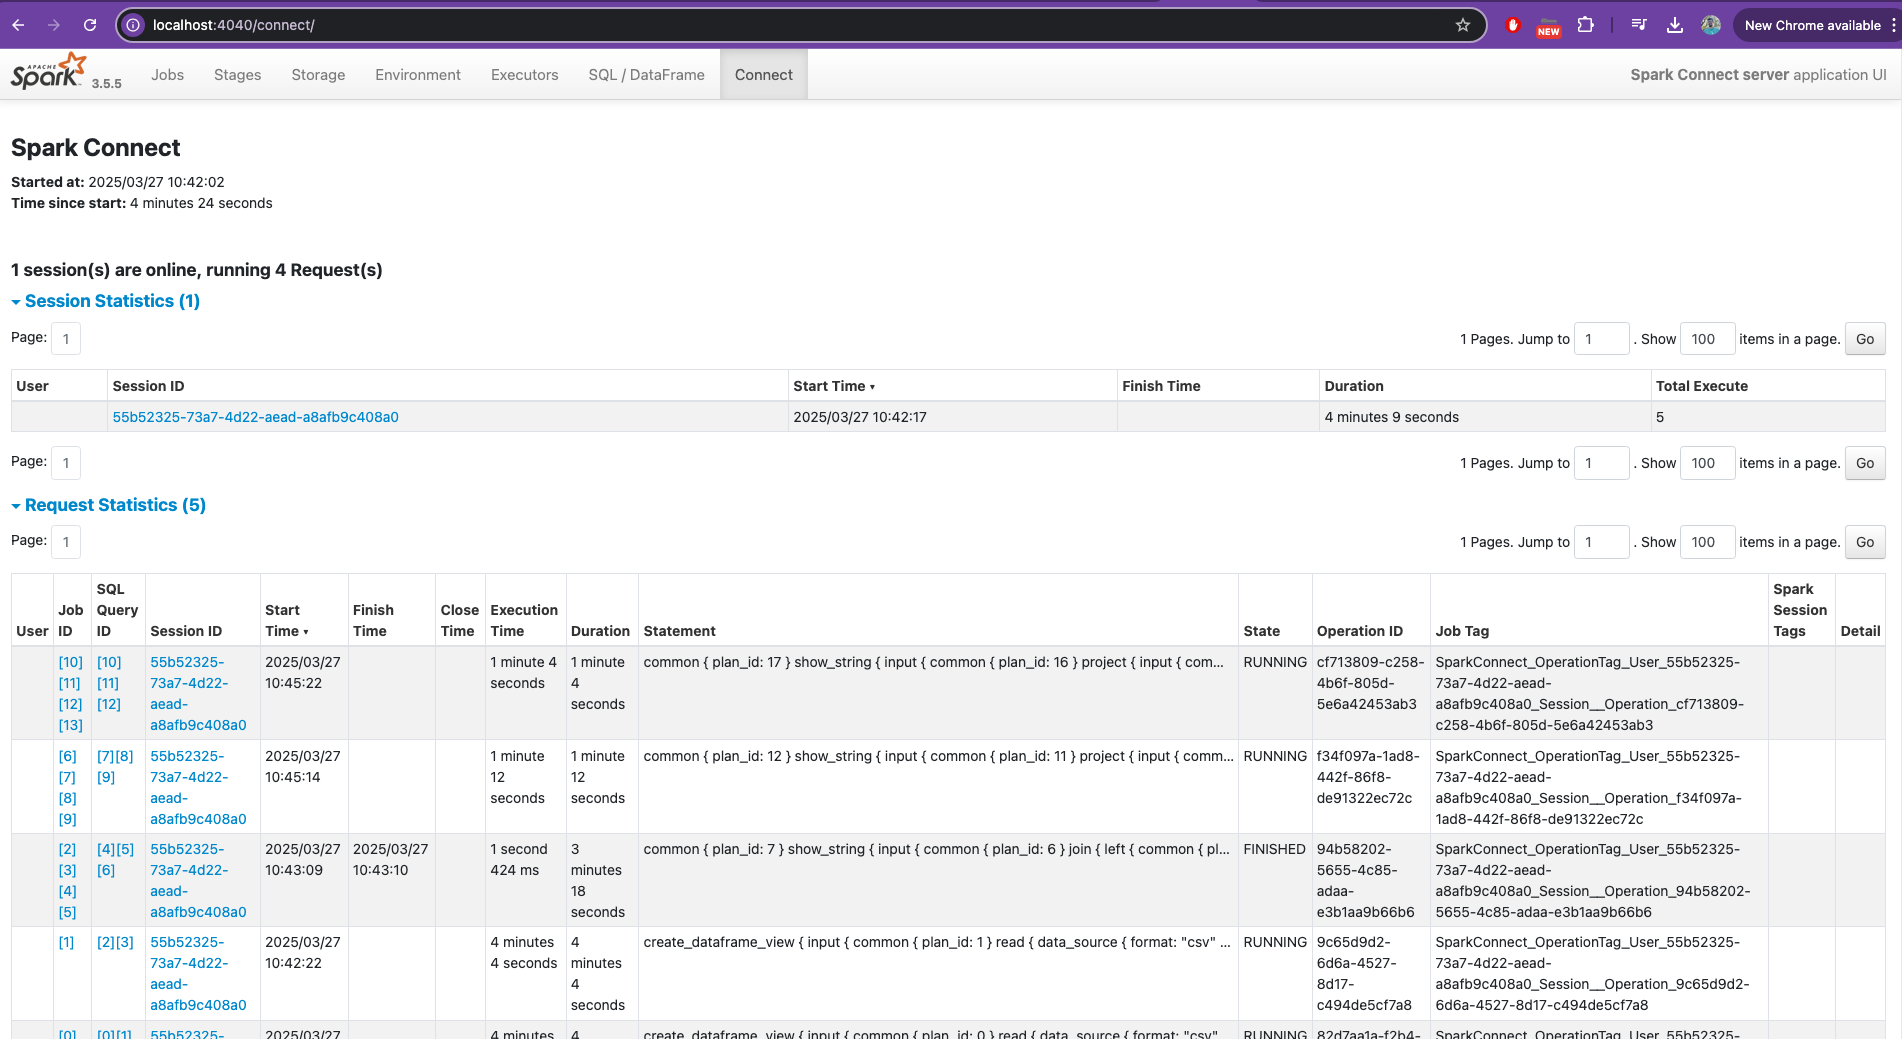 localhost:4040/connect/
NEW
New Chrome available
APACHE Spark 3.5.5
Jobs Stages Storage Environment Executors SQL / DataFrame Connect
Spark Connect server application UI
Spark Connect
Started at: 2025/03/27 10:42:02
Time since start: 4 minutes 24 seconds
1 session(s) are online, running 4 Request(s)
Session Statistics (1)
Page: 1
1 Pages. Jump to 1 . Show 100 items in a page. Go
User Session ID Start Time ▾ Finish Time Duration Total Execute
55b52325-73a7-4d22-aead-a8afb9c408a0 2025/03/27 10:42:17 4 minutes 9 seconds 5
Page: 1
1 Pages. Jump to 1 . Show 100 items in a page. Go
Request Statistics (5)
Page: 1
1 Pages. Jump to 1 . Show 100 items in a page. Go
SQL Spark
Job Query Start Finish Close Execution Session
User ID ID Session ID Time ▾ Time Time Time Duration Statement State Operation ID Job Tag Tags Detail
[10] [10] 55b52325- 2025/03/27 1 minute 4 1 minute common { plan_id: 17 } show_string { input { common { plan_id: 16 } project { input { com... RUNNING cf713809-c258- SparkConnect_OperationTag_User_55b52325-
[11] [11] 73a7-4d22- 10:45:22 seconds 4 4b6f-805d- 73a7-4d22-aead-
[12] [12] aead- seconds 5e6a42453ab3 a8afb9c408a0_Session__Operation_cf713809-
[13] a8afb9c408a0 c258-4b6f-805d-5e6a42453ab3
[6] [7][8] 55b52325- 2025/03/27 1 minute 1 minute common { plan_id: 12 } show_string { input { common { plan_id: 11 } project { input { comm... RUNNING f34f097a-1ad8- SparkConnect_OperationTag_User_55b52325-
[7] [9] 73a7-4d22- 10:45:14 12 12 442f-86f8- 73a7-4d22-aead-
[8] aead- seconds seconds de91322ec72c a8afb9c408a0_Session__Operation_f34f097a-
[9] a8afb9c408a0 1ad8-442f-86f8-de91322ec72c
[2] [4][5] 55b52325- 2025/03/27 2025/03/27 1 second 3 common { plan_id: 7 } show_string { input { common { plan_id: 6 } join { left { common { pl... FINISHED 94b58202- SparkConnect_OperationTag_User_55b52325-
[3] [6] 73a7-4d22- 10:43:09 10:43:10 424 ms minutes 5655-4c85- 73a7-4d22-aead-
[4] aead- 18 adaa- a8afb9c408a0_Session__Operation_94b58202-
[5] a8afb9c408a0 seconds e3b1aa9b66b6 5655-4c85-adaa-e3b1aa9b66b6
[1] [2][3] 55b52325- 2025/03/27 4 minutes 4 create_dataframe_view { input { common { plan_id: 1 } read { data_source { format: "csv" ... RUNNING 9c65d9d2- SparkConnect_OperationTag_User_55b52325-
73a7-4d22- 10:42:22 4 seconds minutes 6d6a-4527- 73a7-4d22-aead-
aead- 4 8d17- a8afb9c408a0_Session__Operation_9c65d9d2-
a8afb9c408a0 seconds c494de5cf7a8 6d6a-4527-8d17-c494de5cf7a8
[0] [0][1] 55b52325- 2025/03/27 4 minutes 4 create_dataframe_view { input { common { plan_id: 0 } read { data_source { format: "csv" RUNNING 82d7aa1a-f2b4- SparkConnect_OperationTag_User_55b52325-